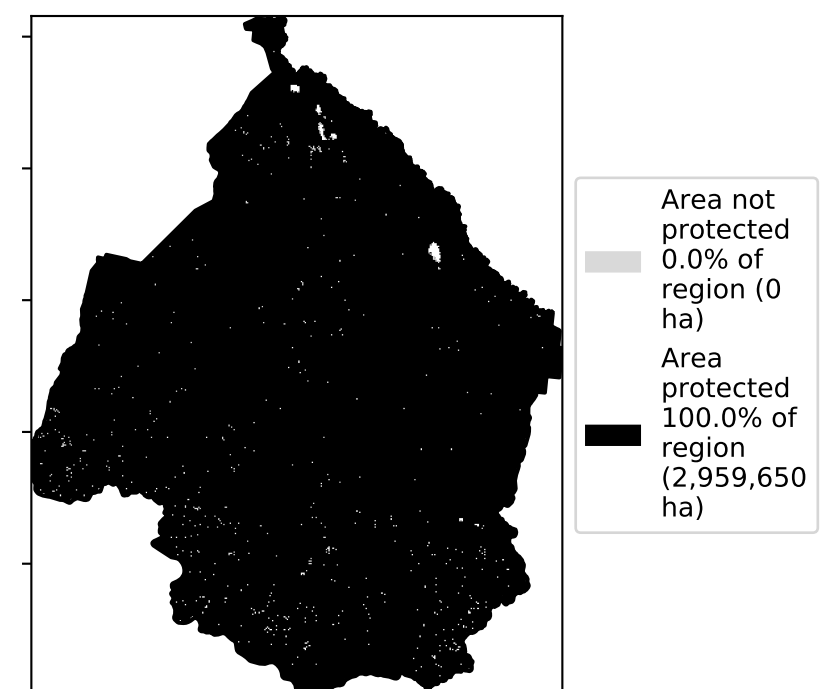 Area not
protected
0.0% of
region (0
ha)
Area
protected
100.0% of
region
(2,959,650
ha)